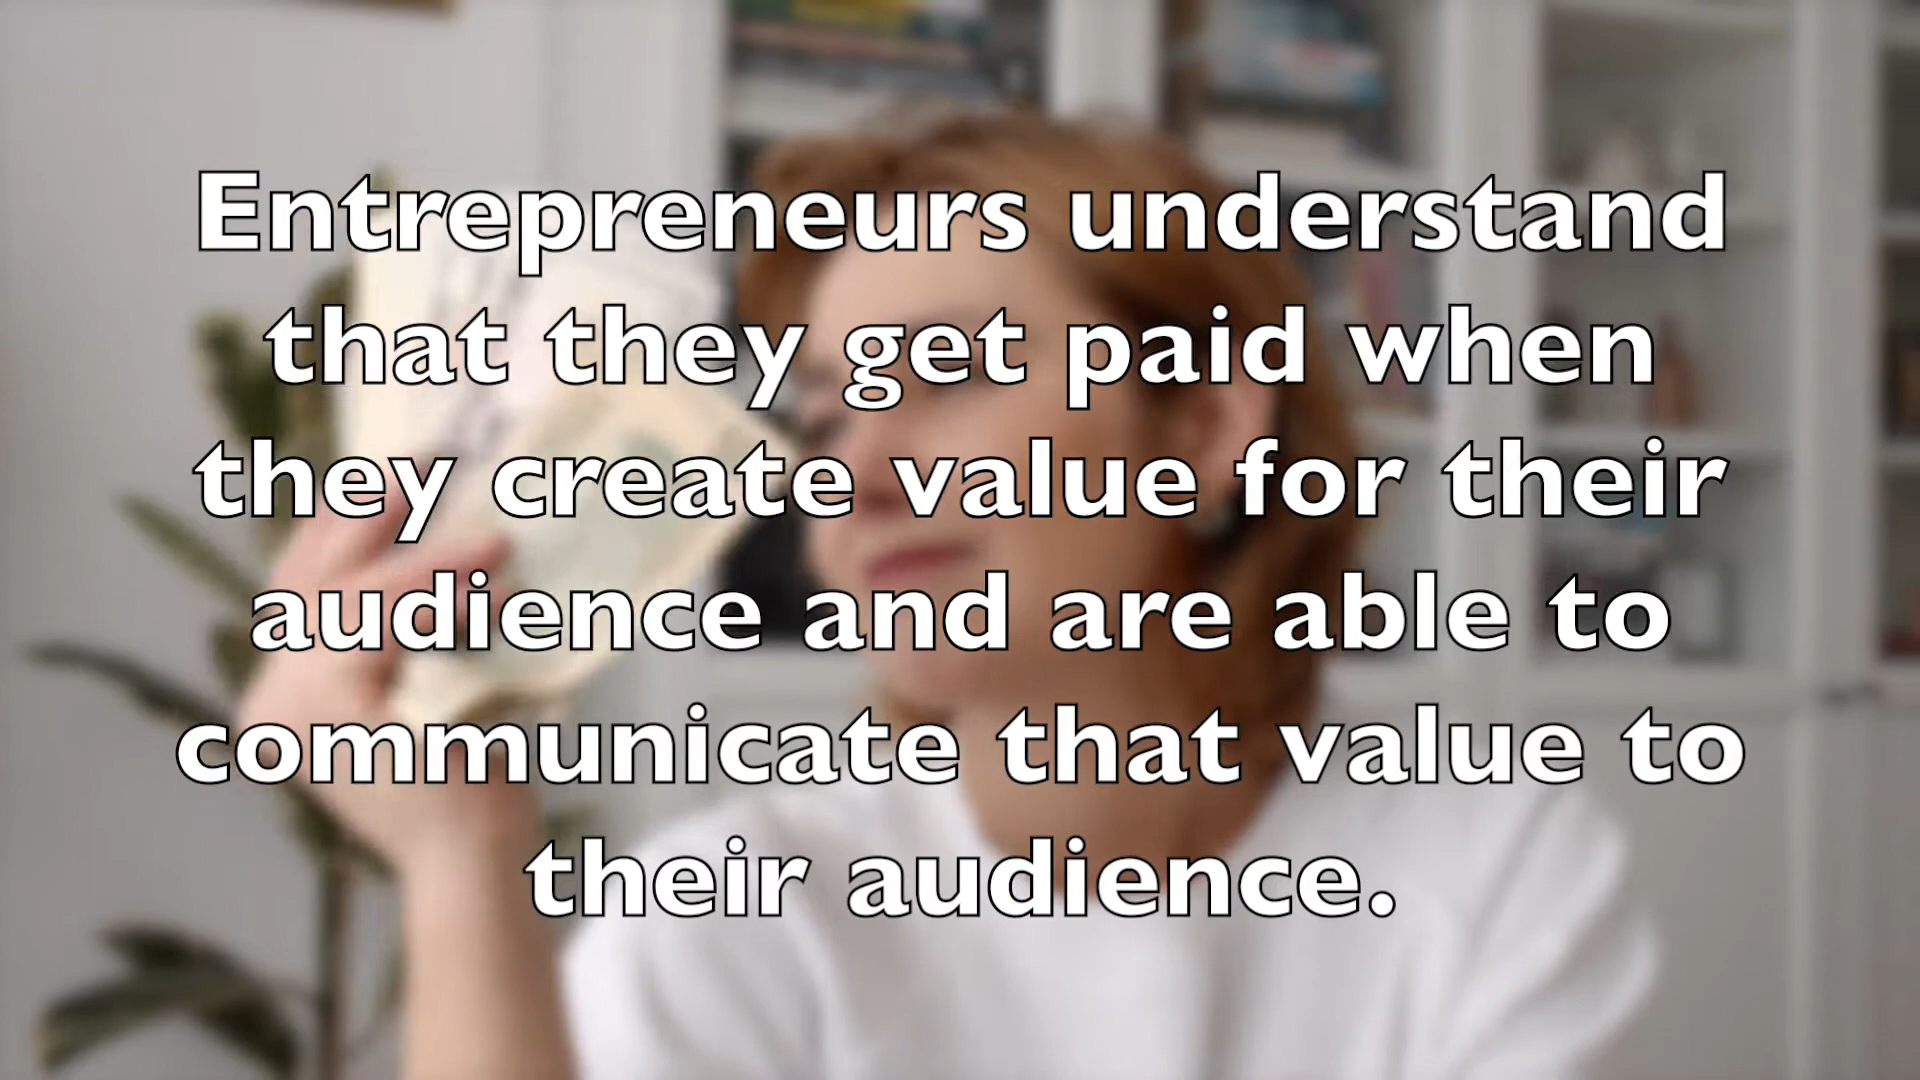 Entrepreneurs understand
that they get paid when
they create value for their
audience and are able to
communicate that value to
their audience.